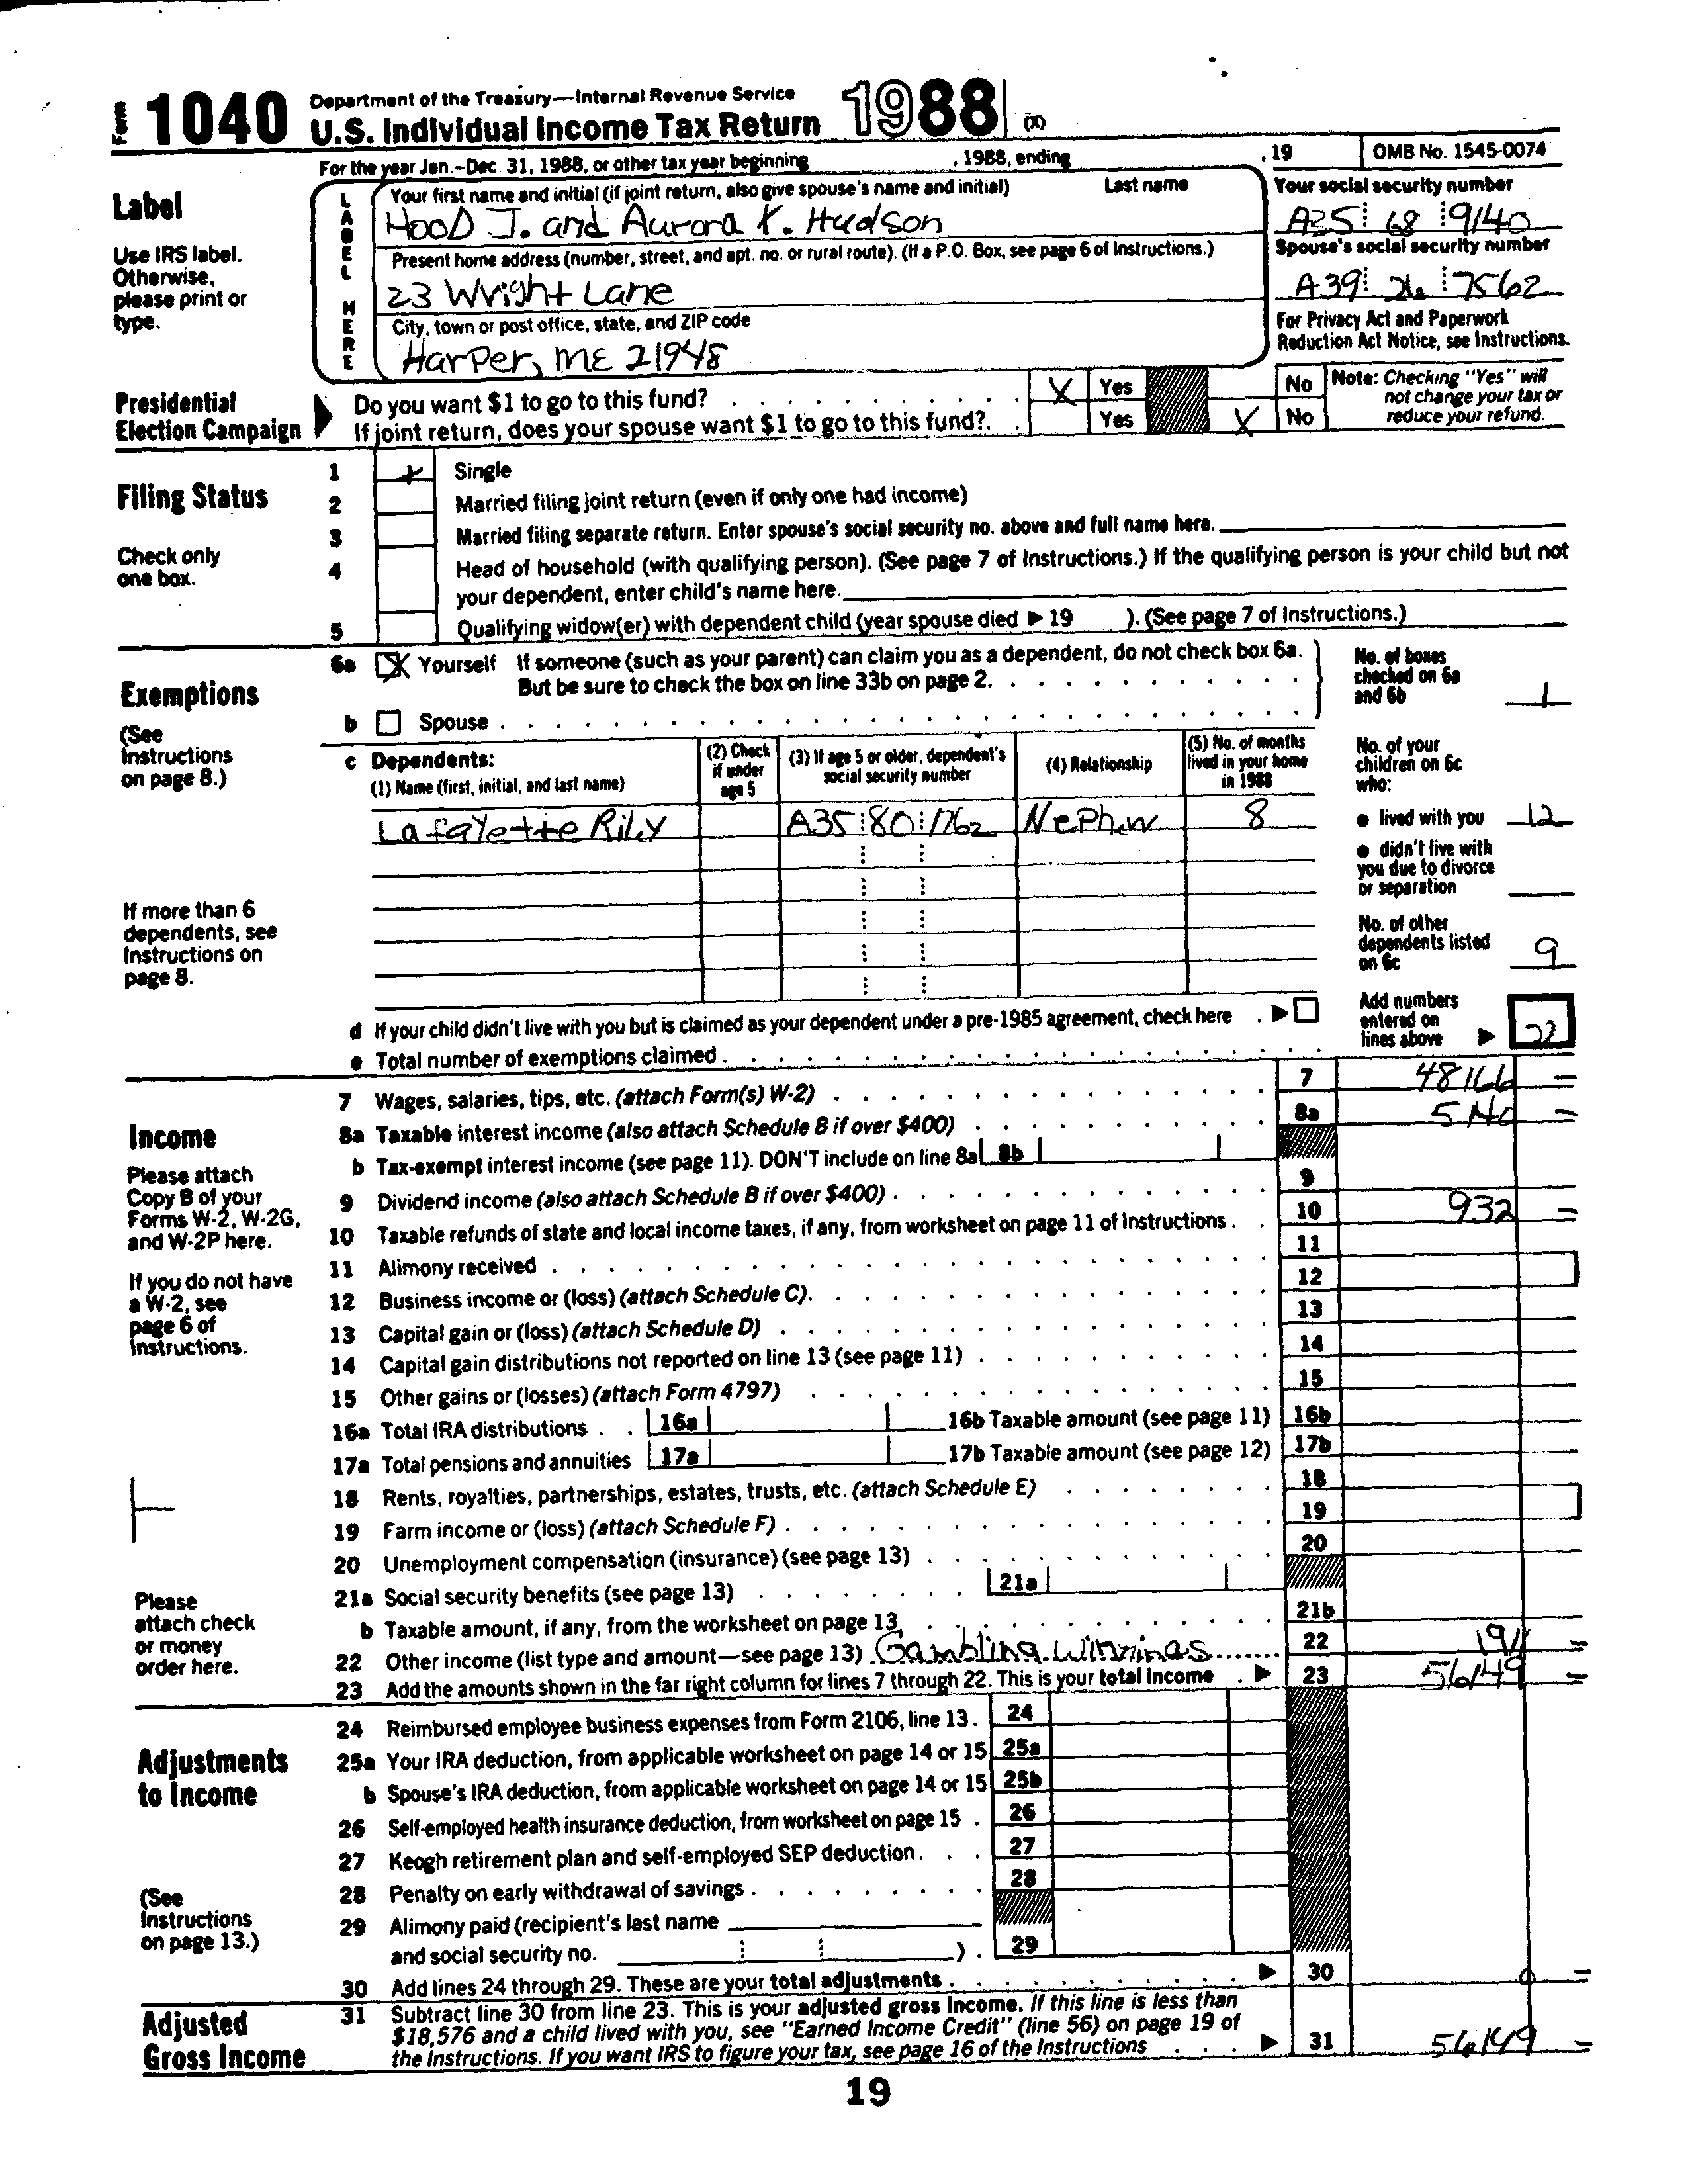 Form 1040 Department of the Treasury—Internal Revenue Service
U.S. Individual Income Tax Return 1988 (X)
For the year Jan.-Dec. 31, 1988, or other tax year beginning , 1988, ending , 19 OMB No. 1545-0074
Label
Use IRS label. Otherwise, please print or type.
LABEL HERE
Your first name and initial (if joint return, also give spouse's name and initial) Last name
Hood J. and Aurora K. Hudson
Your social security number
A35 68 9140
Present home address (number, street, and apt. no. or rural route). (If a P.O. Box, see page 6 of Instructions.)
23 Wright Lane
Spouse's social security number
A39 26 7562
City, town or post office, state, and ZIP code
Harper, ME 21948
For Privacy Act and Paperwork Reduction Act Notice, see Instructions.
Presidential Election Campaign
Do you want $1 to go to this fund? X Yes No
If joint return, does your spouse want $1 to go to this fund?. Yes X No
Note: Checking "Yes" will not change your tax or reduce your refund.
Filing Status
Check only one box.
1 X Single
2 Married filing joint return (even if only one had income)
3 Married filing separate return. Enter spouse's social security no. above and full name here.
4 Head of household (with qualifying person). (See page 7 of Instructions.) If the qualifying person is your child but not
your dependent, enter child's name here.
5 Qualifying widow(er) with dependent child (year spouse died ▶ 19 ). (See page 7 of Instructions.)
Exemptions
(See Instructions on page 8.)
6a X Yourself If someone (such as your parent) can claim you as a dependent, do not check box 6a.
But be sure to check the box on line 33b on page 2.
b Spouse
No. of boxes checked on 6a and 6b 1
c Dependents:
(1) Name (first, initial, and last name)
(2) Check if under age 5
(3) If age 5 or older, dependent's social security number
(4) Relationship
(5) No. of months lived in your home in 1988
Lafayette Riley A35 80 1762 Nephew 8
No. of your children on 6c who:
● lived with you 12
● didn't live with you due to divorce or separation
No. of other dependents listed on 6c 9
If more than 6 dependents, see Instructions on page 8.
d If your child didn't live with you but is claimed as your dependent under a pre-1985 agreement, check here . ▶
e Total number of exemptions claimed
Add numbers entered on lines above ▶ 22
Income
Please attach Copy B of your Forms W-2, W-2G, and W-2P here.
If you do not have a W-2, see page 6 of Instructions.
Please attach check or money order here.
7 Wages, salaries, tips, etc. (attach Form(s) W-2) 7 48166 =
8a Taxable interest income (also attach Schedule B if over $400) 8a 5140 =
b Tax-exempt interest income (see page 11). DON'T include on line 8a 8b
9 Dividend income (also attach Schedule B if over $400) 9
10 Taxable refunds of state and local income taxes, if any, from worksheet on page 11 of Instructions 10 932 =
11 Alimony received 11
12 Business income or (loss) (attach Schedule C). 12
13 Capital gain or (loss) (attach Schedule D) 13
14 Capital gain distributions not reported on line 13 (see page 11) 14
15 Other gains or (losses) (attach Form 4797) 15
16a Total IRA distributions 16a 16b Taxable amount (see page 11) 16b
17a Total pensions and annuities 17a 17b Taxable amount (see page 12) 17b
18 Rents, royalties, partnerships, estates, trusts, etc. (attach Schedule E) 18
19 Farm income or (loss) (attach Schedule F) 19
20 Unemployment compensation (insurance) (see page 13) 20
21a Social security benefits (see page 13) 21a
b Taxable amount, if any, from the worksheet on page 13 21b
22 Other income (list type and amount—see page 13) Gambling Winnings 22 1911 =
23 Add the amounts shown in the far right column for lines 7 through 22. This is your total income ▶ 23 56149 =
Adjustments to Income
(See Instructions on page 13.)
24 Reimbursed employee business expenses from Form 2106, line 13. 24
25a Your IRA deduction, from applicable worksheet on page 14 or 15 25a
b Spouse's IRA deduction, from applicable worksheet on page 14 or 15 25b
26 Self-employed health insurance deduction, from worksheet on page 15 26
27 Keogh retirement plan and self-employed SEP deduction. 27
28 Penalty on early withdrawal of savings 28
29 Alimony paid (recipient's last name
and social security no. ) 29
30 Add lines 24 through 29. These are your total adjustments ▶ 30 0 =
Adjusted Gross Income
31 Subtract line 30 from line 23. This is your adjusted gross income. If this line is less than
$18,576 and a child lived with you, see "Earned Income Credit" (line 56) on page 19 of
the Instructions. If you want IRS to figure your tax, see page 16 of the Instructions ▶ 31 56149 =
19